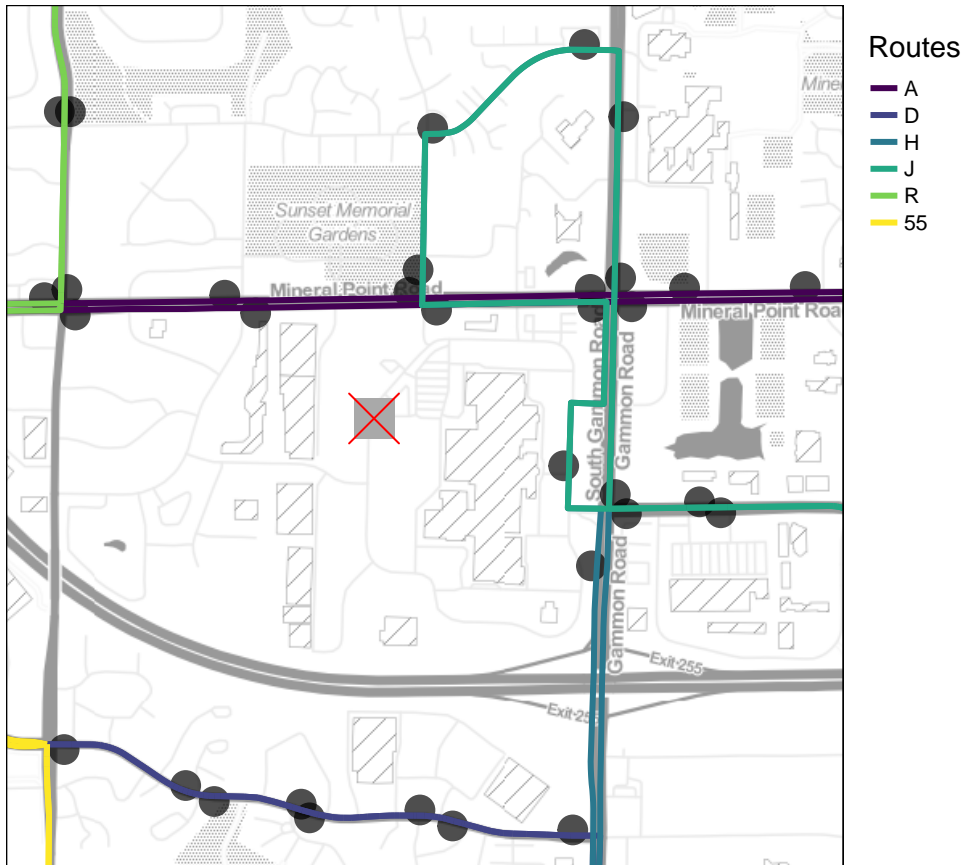 Routes
A
D
H
J
R
55
Sunset Memorial
Gardens
Mineral Point Road
Mineral Point Roa
South Gammon Road
Gammon Road
Gammon Road
Exit 255
Exit 25
Miner